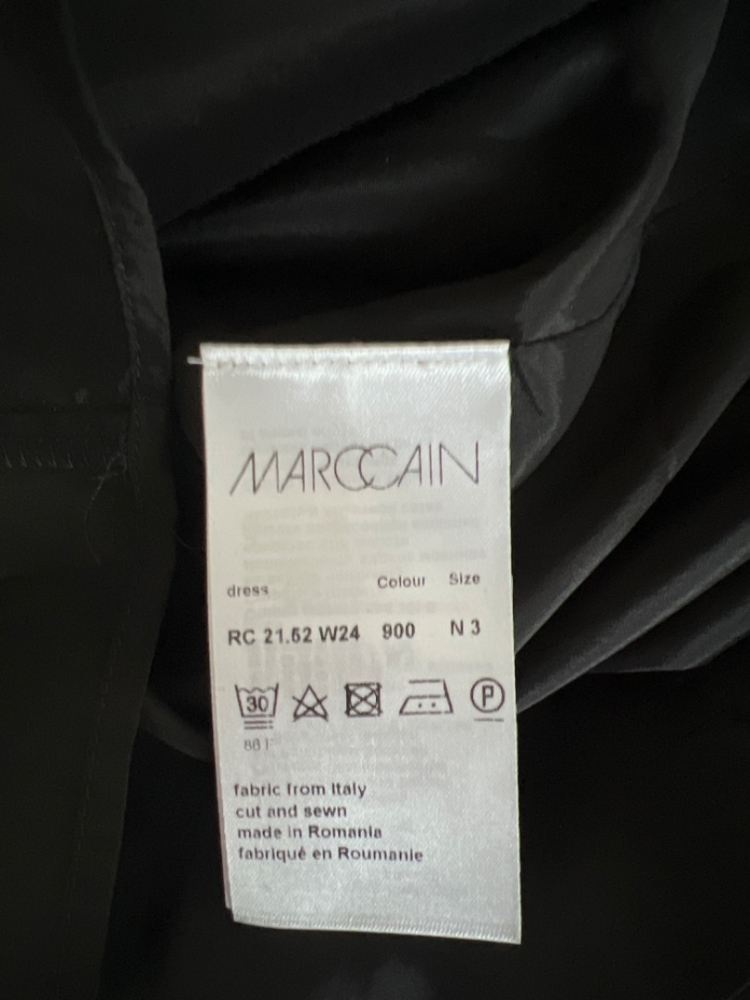 MARCCAIN
dress Colour Size
RC 21.52 W24 900 N 3
30 P
fabric from Italy
cut and sewn
made in Romania
fabriqué en Roumanie